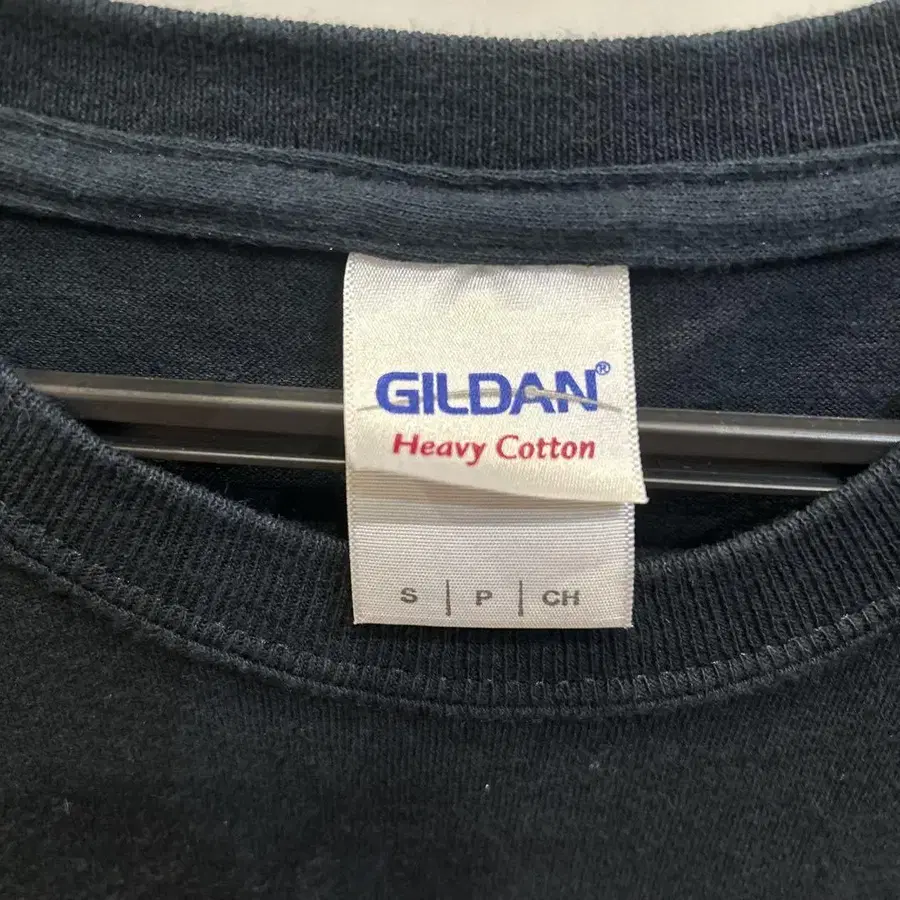 GILDAN®
Heavy Cotton
S | P | CH